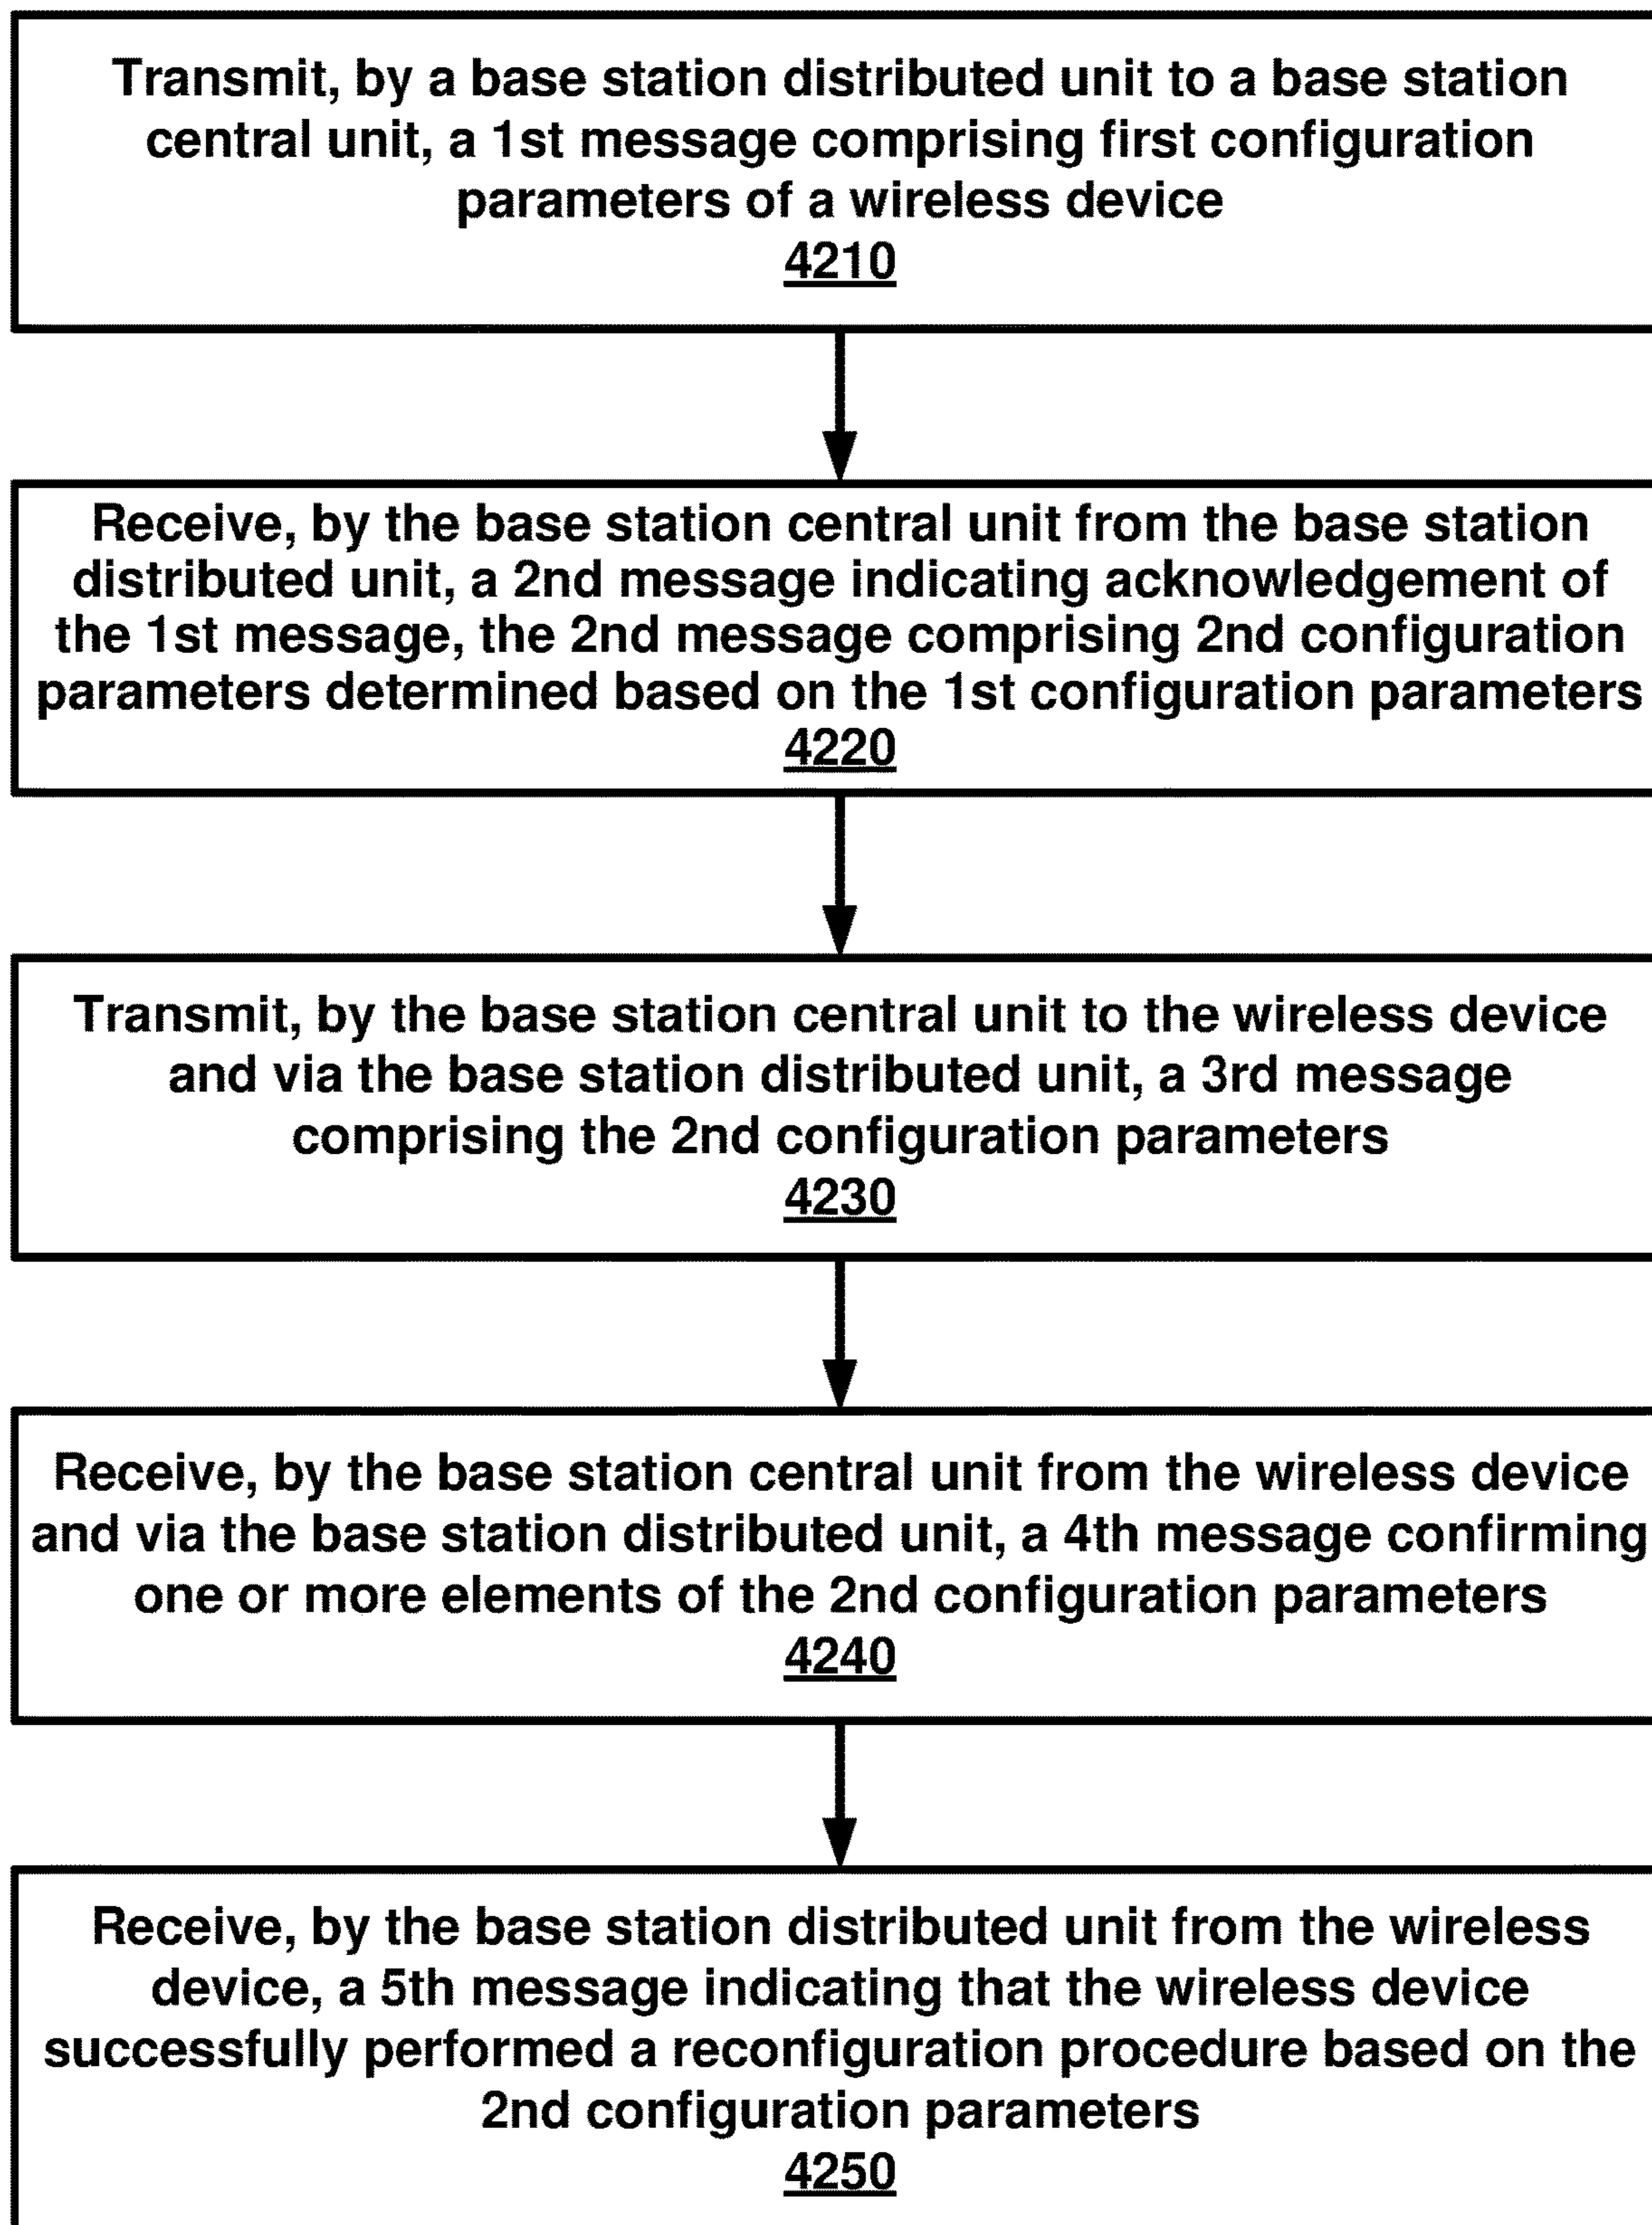 Transmit, by a base station distributed unit to a base station
central unit, a 1st message comprising first configuration
parameters of a wireless device
4210
Receive, by the base station central unit from the base station
distributed unit, a 2nd message indicating acknowledgement of
the 1st message, the 2nd message comprising 2nd configuration
parameters determined based on the 1st configuration parameters
4220
Transmit, by the base station central unit to the wireless device
and via the base station distributed unit, a 3rd message
comprising the 2nd configuration parameters
4230
Receive, by the base station central unit from the wireless device
and via the base station distributed unit, a 4th message confirming
one or more elements of the 2nd configuration parameters
4240
Receive, by the base station distributed unit from the wireless
device, a 5th message indicating that the wireless device
successfully performed a reconfiguration procedure based on the
2nd configuration parameters
4250